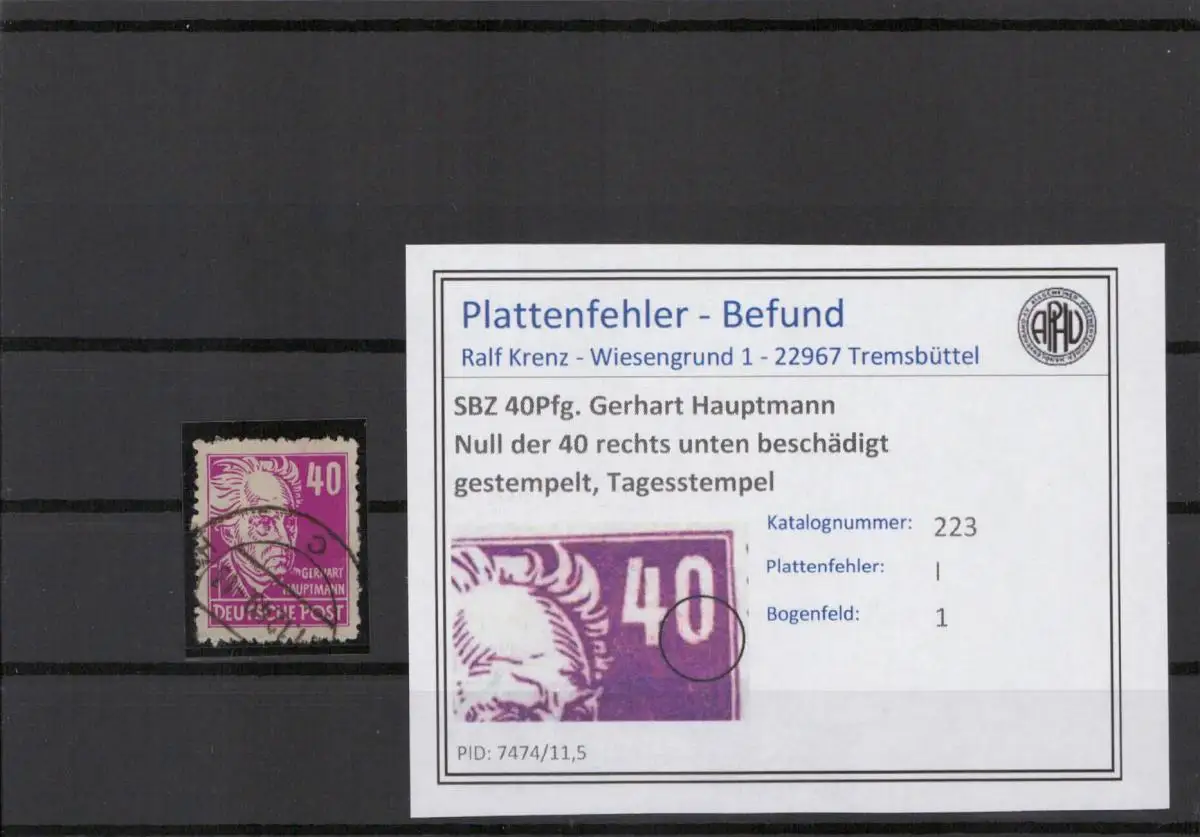 40
GERHART
HAUPTMANN
DEUTSCHE POST
Plattenfehler - Befund
Ralf Krenz - Wiesengrund 1 - 22967 Tremsbüttel
APHV
SBZ 40Pfg. Gerhart Hauptmann
Null der 40 rechts unten beschädigt
gestempelt, Tagesstempel
40
Katalognummer: 223
Plattenfehler: I
Bogenfeld: 1
PID: 7474/11,5